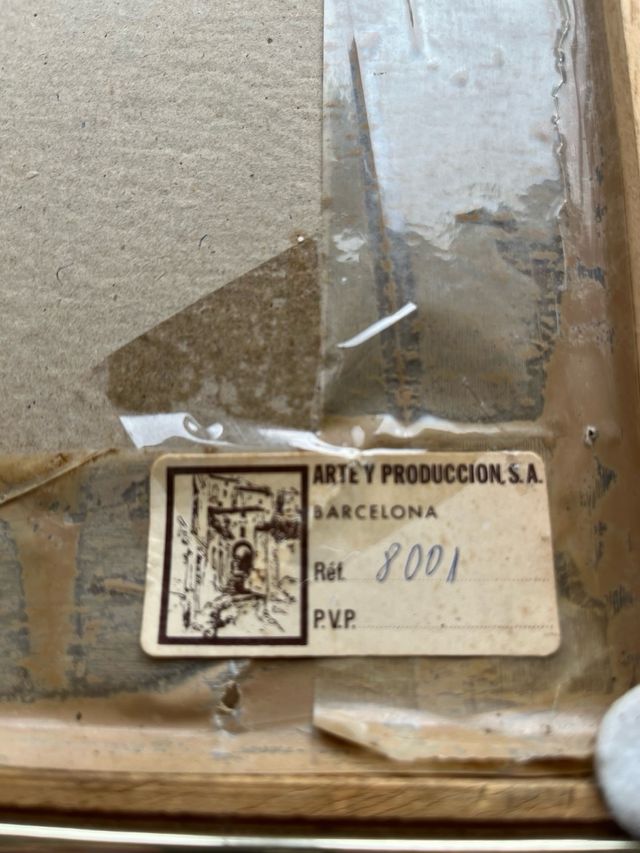 ARTE Y PRODUCCION, S.A.
BARCELONA
Réf. 8001
P.V.P.